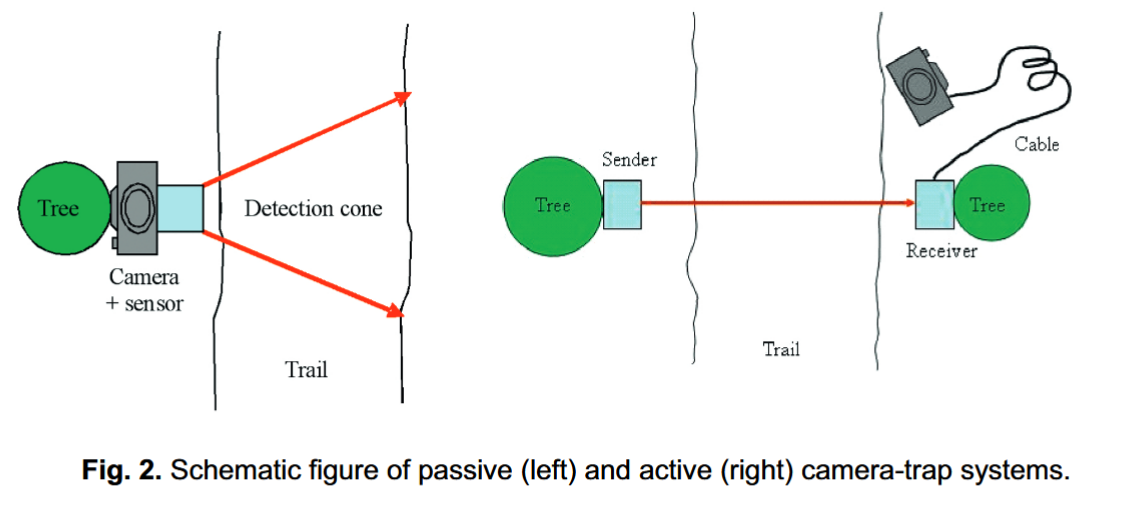 Tree
Detection cone
Camera
+ sensor
Trail
Sender
Tree
Cable
Tree
Receiver
Trail
Fig. 2. Schematic figure of passive (left) and active (right) camera-trap systems.